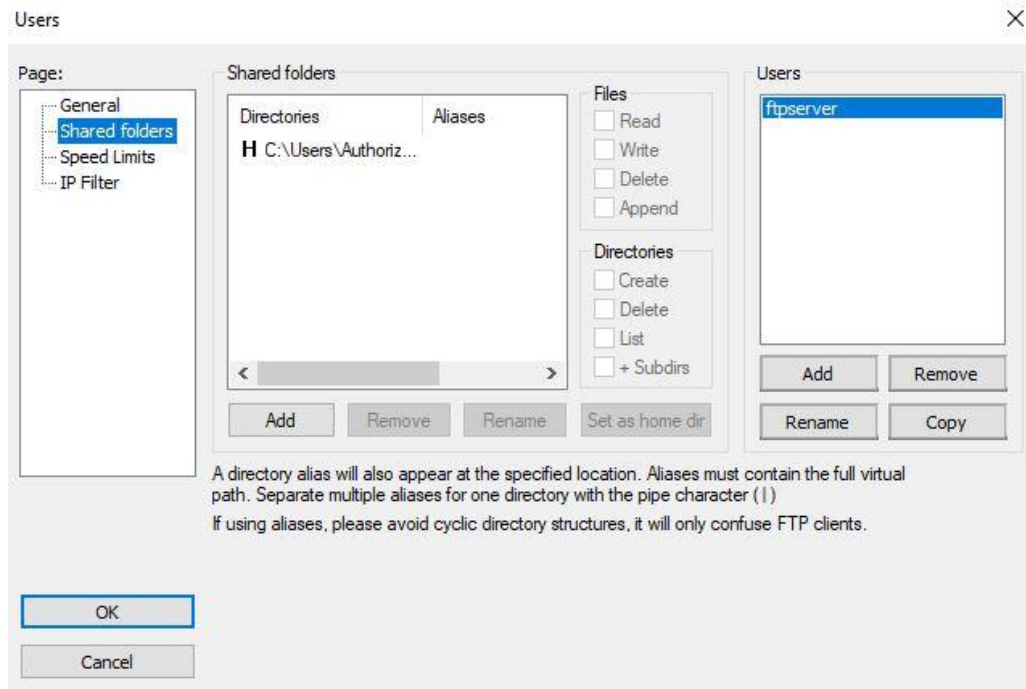 Users
Page:
General
Shared folders
Speed Limits
IP Filter
Shared folders
Directories Aliases
H C:\Users\Authoriz...
Files
Read
Write
Delete
Append
Directories
Create
Delete
List
+ Subdirs
Add Remove Rename Set as home dir
Users
ftpserver
Add Remove
Rename Copy
A directory alias will also appear at the specified location. Aliases must contain the full virtual
path. Separate multiple aliases for one directory with the pipe character (|)
If using aliases, please avoid cyclic directory structures, it will only confuse FTP clients.
OK
Cancel